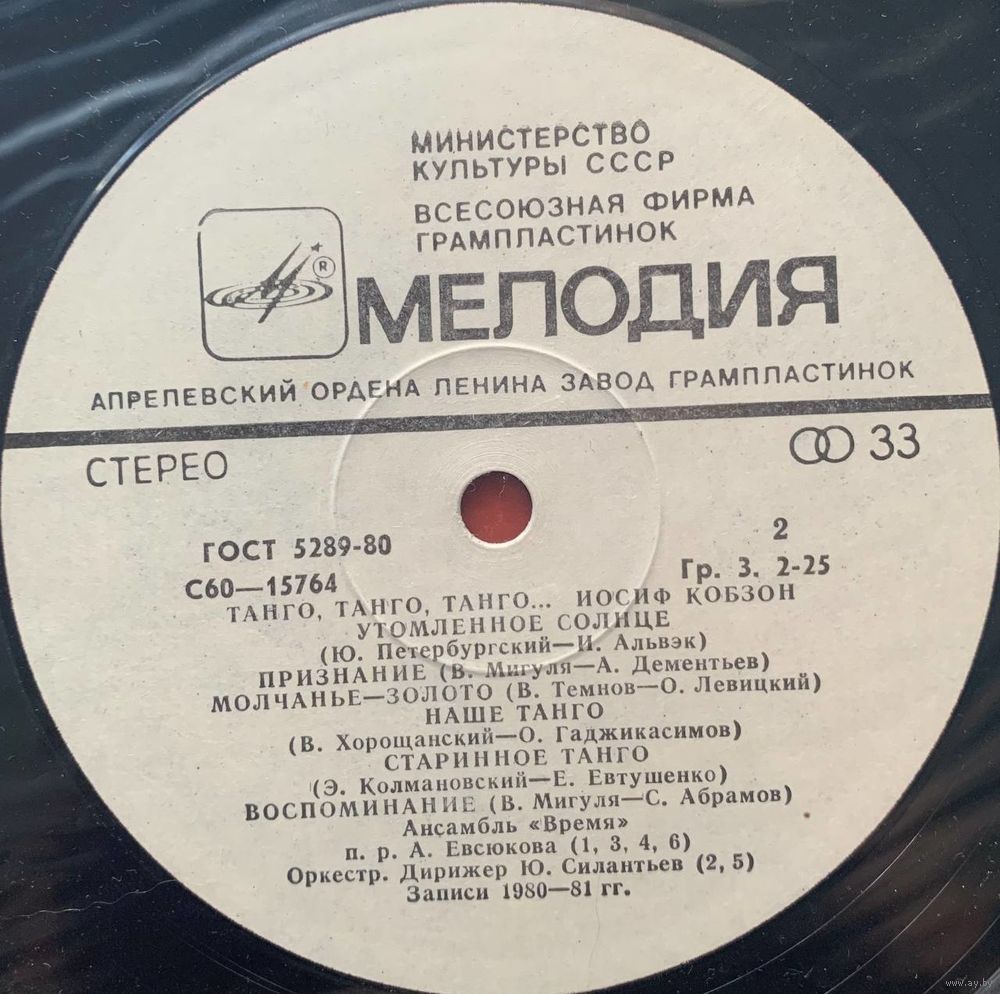 МИНИСТЕРСТВО
КУЛЬТУРЫ СССР
ВСЕСОЮЗНАЯ ФИРМА
ГРАМПЛАСТИНОК
®
МЕЛОДИЯ
АПРЕЛЕВСКИЙ ОРДЕНА ЛЕНИНА ЗАВОД ГРАМПЛАСТИНОК
СТЕРЕО
33
ГОСТ 5289-80
2
С60—15764
Гр. 3. 2-25
ТАНГО, ТАНГО, ТАНГО... ИОСИФ КОБЗОН
УТОМЛЕННОЕ СОЛНЦЕ
(Ю. Петербургский—И. Альвэк)
ПРИЗНАНИЕ (В. Мигуля—А. Дементьев)
МОЛЧАНЬЕ—ЗОЛОТО (В. Темнов—О. Левицкий)
НАШЕ ТАНГО
(В. Хорощанский—О. Гаджикасимов)
СТАРИННОЕ ТАНГО
(Э. Колмановский—Е. Евтушенко)
ВОСПОМИНАНИЕ (В. Мигуля—С. Абрамов)
Ансамбль «Время»
п. р. А. Евсюкова (1, 3, 4, 6)
Оркестр. Дирижер Ю. Силантьев (2, 5)
Записи 1980—81 гг.
www.ay.by